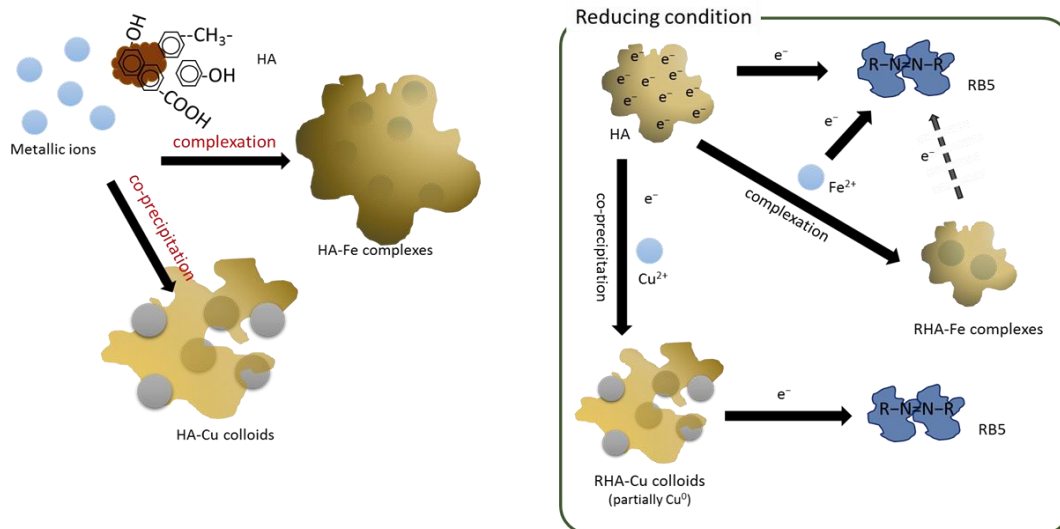 OH
--CH₃-
HA
-OH
-COOH
Metallic ions
complexation
co-precipitation
HA-Fe complexes
HA-Cu colloids
Reducing condition
e⁻
e⁻ e⁻
e⁻ e⁻
e⁻ e⁻ e⁻
e⁻
e⁻
HA
e⁻
R-N=N-R
RB5
e⁻
Fe²⁺
e⁻
complexation
RHA-Fe complexes
co-precipitation
e⁻
Cu²⁺
RHA-Cu colloids
(partially Cu⁰)
e⁻
R-N=N-R
RB5